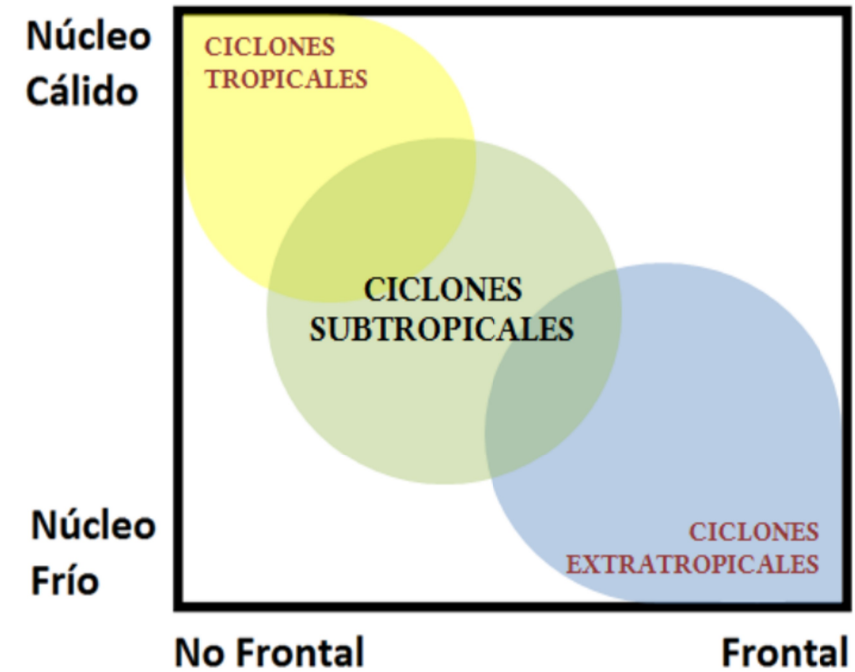 Núcleo
Cálido
CICLONES
TROPICALES
CICLONES
SUBTROPICALES
Núcleo
Frío
CICLONES
EXTRATROPICALES
No Frontal
Frontal